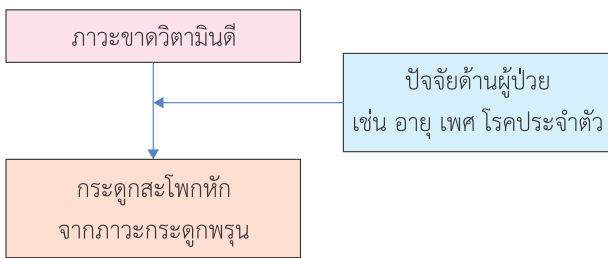 ภาวะขาดวิตามินดี
ปัจจัยด้านผู้ป่วย
เช่น อายุ เพศ โรคประจำตัว
กระดูกสะโพกหัก
จากภาวะกระดูกพรุน